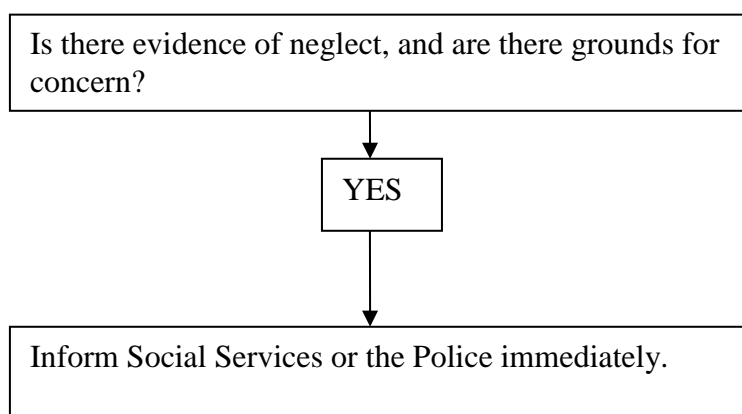 Is there evidence of neglect, and are there grounds for
concern?
YES
Inform Social Services or the Police immediately.